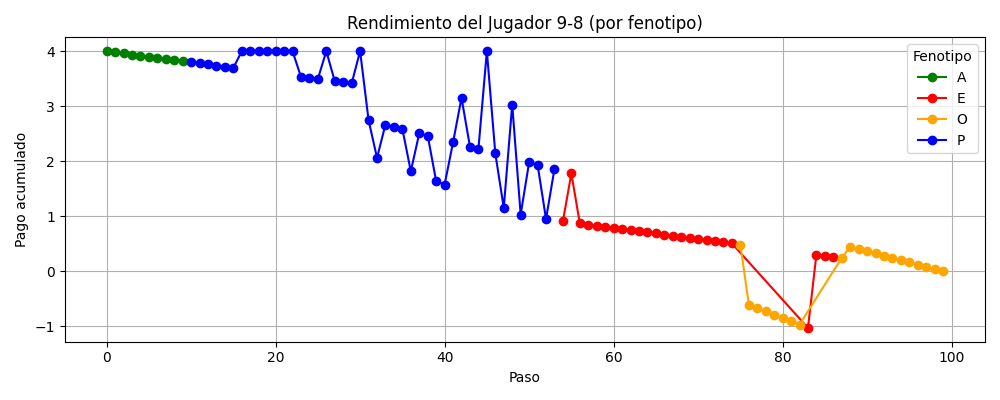 Rendimiento del Jugador 9-8 (por fenotipo)
Pago acumulado
4
3
2
1
0
−1
0 20 40 60 80 100
Paso
Fenotipo
A
E
O
P